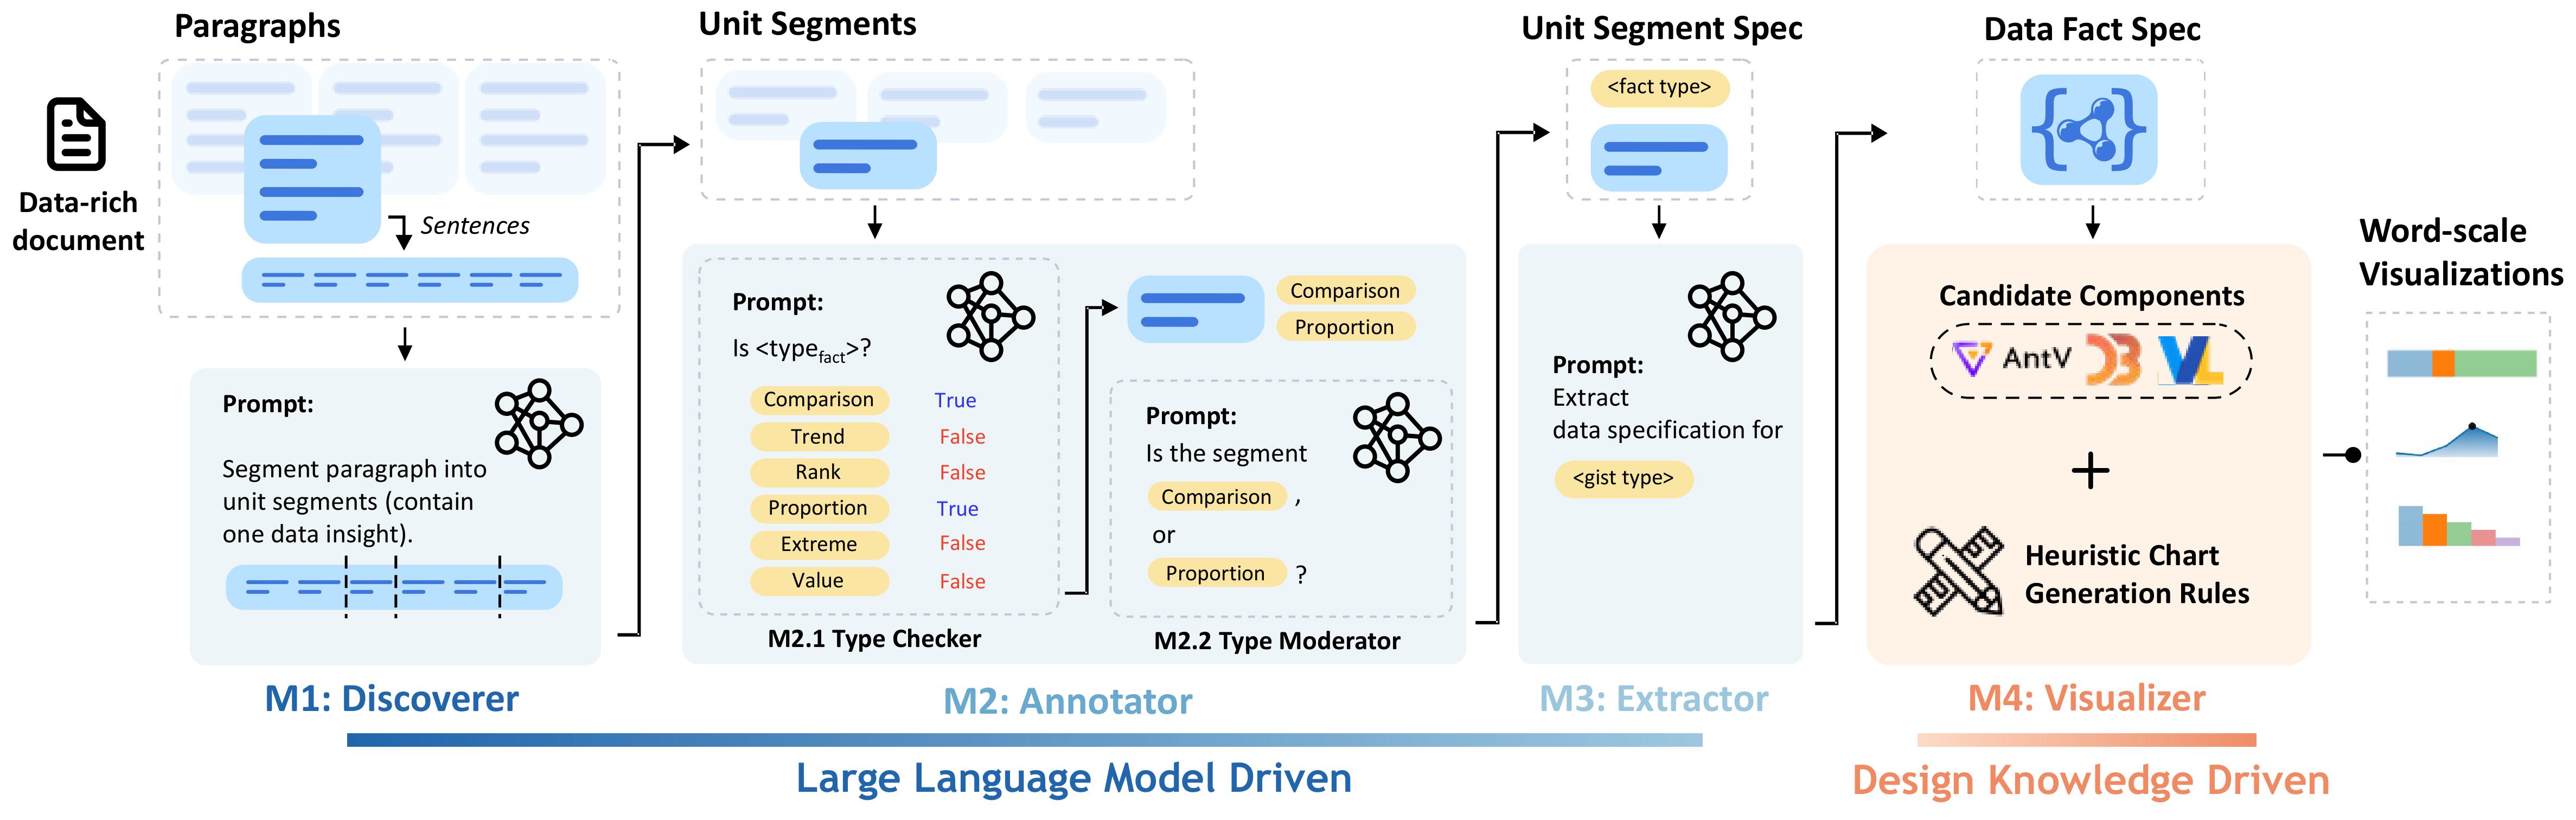 Paragraphs
Unit Segments
Unit Segment Spec
Data Fact Spec
Data-rich
document
Sentences
<fact type>
Word-scale
Visualizations
Prompt:
Segment paragraph into
unit segments (contain
one data insight).
Prompt:
Is <typefact>?
Comparison True
Trend False
Rank False
Proportion True
Extreme False
Value False
M2.1 Type Checker
Comparison
Proportion
Prompt:
Is the segment
Comparison ,
or
Proportion ?
M2.2 Type Moderator
Prompt:
Extract
data specification for
<gist type>
Candidate Components
AntV D3 VL
+
Heuristic Chart
Generation Rules
M1: Discoverer
M2: Annotator
M3: Extractor
M4: Visualizer
Large Language Model Driven
Design Knowledge Driven